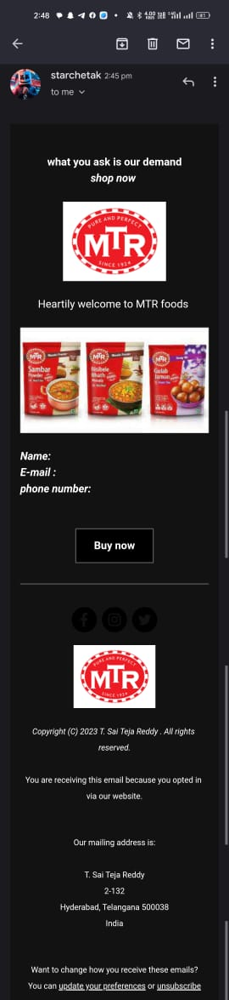 2:48
4.00
starchetak 2:45 pm
to me
what you ask is our demand
shop now
PURE AND PERFECT
MTR
SINCE 1924
Heartily welcome to MTR foods
MTR
Sambar
Powder
MTR
Bisibele
Bhath
Masala
MTR
Gulab
Jamun
Name:
E-mail :
phone number:
Buy now
PURE AND PERFECT
MTR
SINCE 1924
Copyright (C) 2023 T. Sai Teja Reddy . All rights
reserved.
You are receiving this email because you opted in
via our website.
Our mailing address is:
T. Sai Teja Reddy
2-132
Hyderabad, Telangana 500038
India
Want to change how you receive these emails?
You can update your preferences or unsubscribe